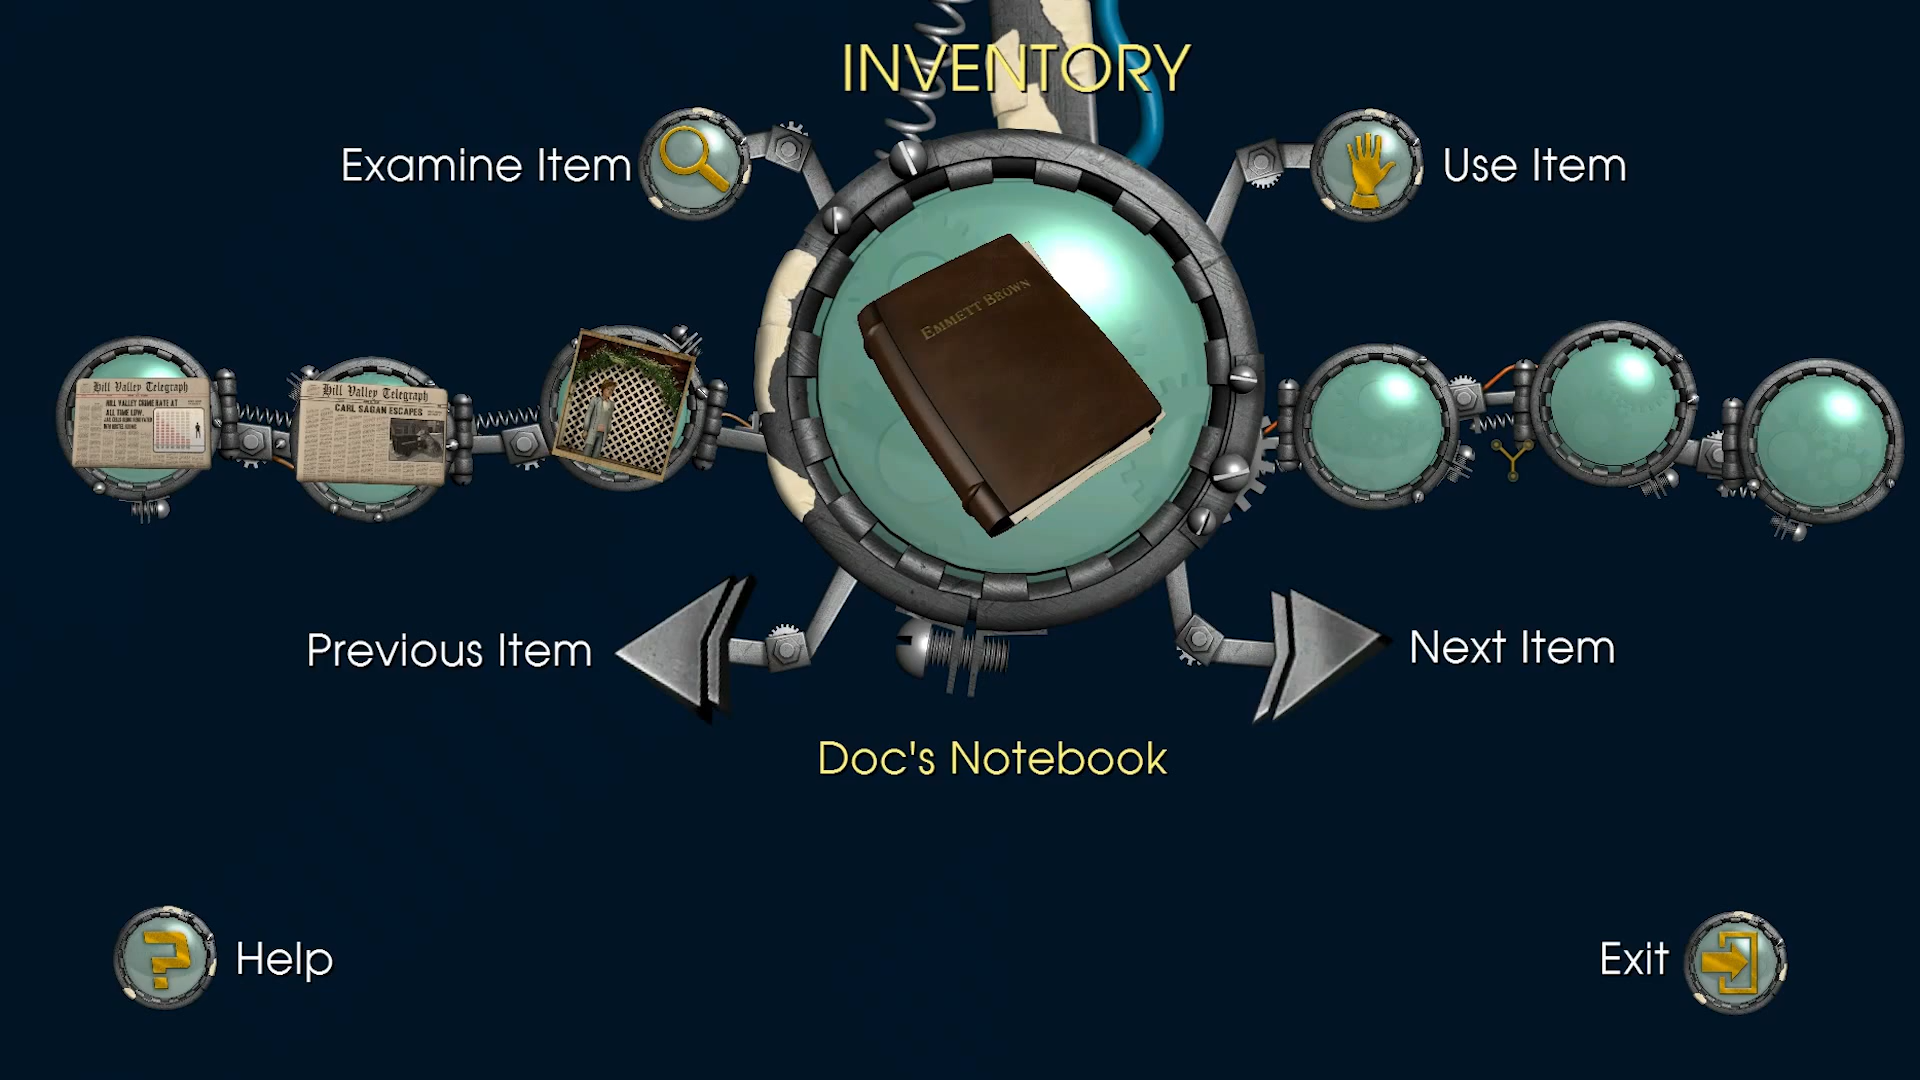 INVENTORY
Examine Item
Use Item
EMMETT BROWN
Hill Valley Telegraph
HILL VALLEY CRIME RATE AT
ALL TIME LOW.
Hill Valley Telegraph
CARL SAGAN ESCAPES
Previous Item
Next Item
Doc's Notebook
Help
Exit